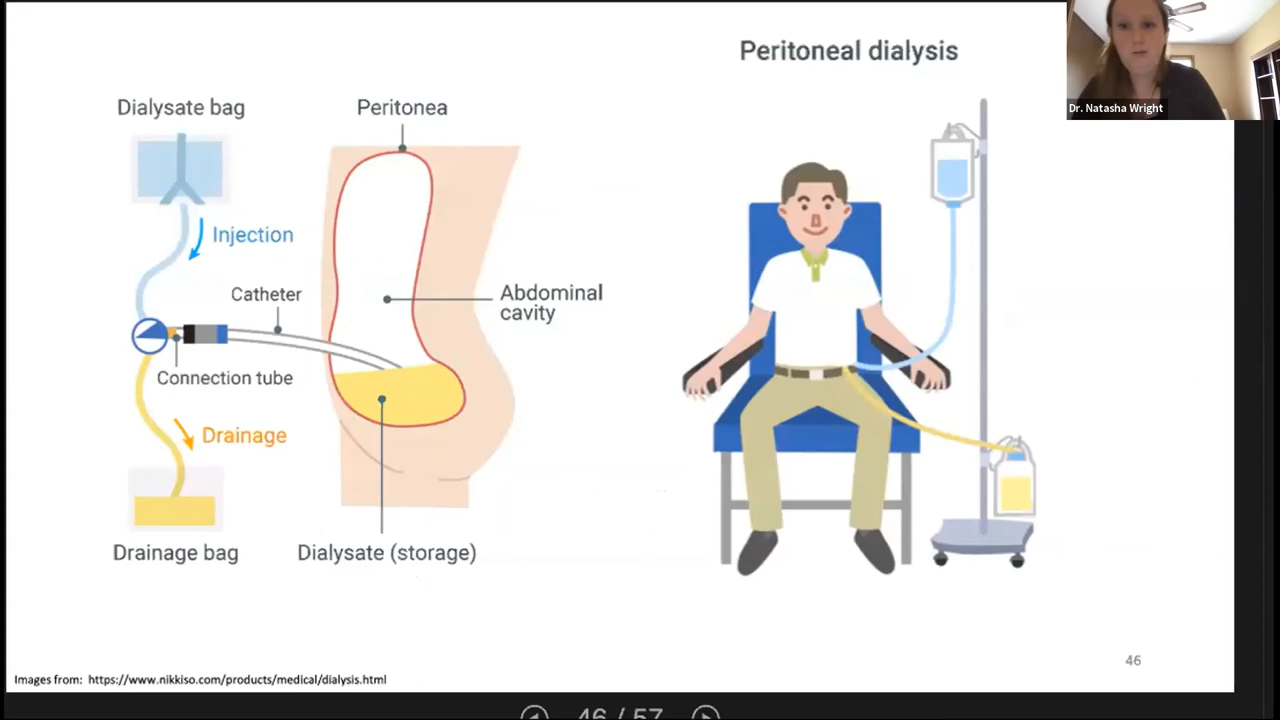 Peritoneal dialysis
Dr. Natasha Wright
Dialysate bag
Peritonea
Injection
Catheter
Abdominal
cavity
Connection tube
Drainage
Drainage bag
Dialysate (storage)
46
Images from: https://www.nikkiso.com/products/medical/dialysis.html
46 / 57